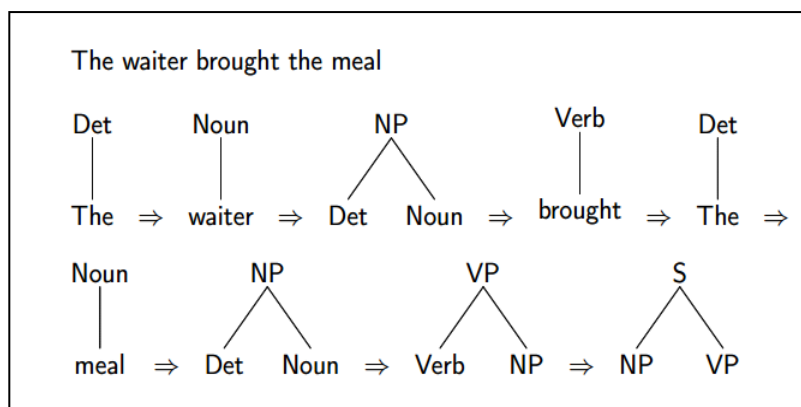 The waiter brought the meal
Det Noun NP Verb Det
The ⇒ waiter ⇒ Det Noun ⇒ brought ⇒ The ⇒
Noun NP VP S
meal ⇒ Det Noun ⇒ Verb NP ⇒ NP VP